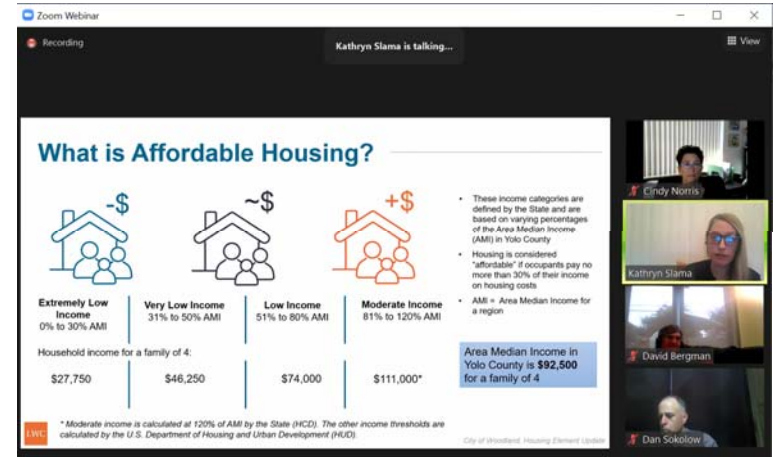 Zoom Webinar
Recording
Kathryn Slama is talking...
View
What is Affordable Housing?
-$
~$
+$
Extremely Low
Income
0% to 30% AMI
Very Low Income
31% to 50% AMI
Low Income
51% to 80% AMI
Moderate Income
81% to 120% AMI
Household income for a family of 4:
$27,750
$46,250
$74,000
$111,000*
• These income categories are
defined by the State and are
based on varying percentages
of the Area Median Income
(AMI) in Yolo County
• Housing is considered
"affordable" if occupants pay no
more than 30% of their income
on housing costs
• AMI = Area Median Income for
a region
Area Median Income in
Yolo County is $92,500
for a family of 4
* Moderate income is calculated at 120% of AMI by the State (HCD). The other income thresholds are
calculated by the U.S. Department of Housing and Urban Development (HUD).
LWC
City of Woodland, Housing Element Update
Cindy Norris
Kathryn Slama
David Bergman
Dan Sokolow